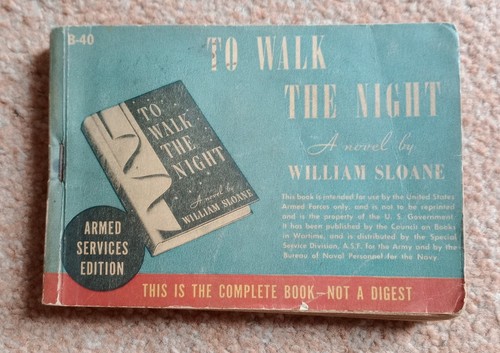 B-40
TO WALK
THE NIGHT
A novel by
WILLIAM SLOANE
TO
WALK
THE
NIGHT
A novel by
WILLIAM SLOANE
This book is intended for use by the United States
Armed Forces only, and is not to be reprinted
and is the property of the U. S. Government.
It has been published by the Council on Books
in Wartime, and is distributed by the Special
Service Division, A.S.F. for the Army and by the
Bureau of Naval Personnel for the Navy.
ARMED
SERVICES
EDITION
THIS IS THE COMPLETE BOOK—NOT A DIGEST